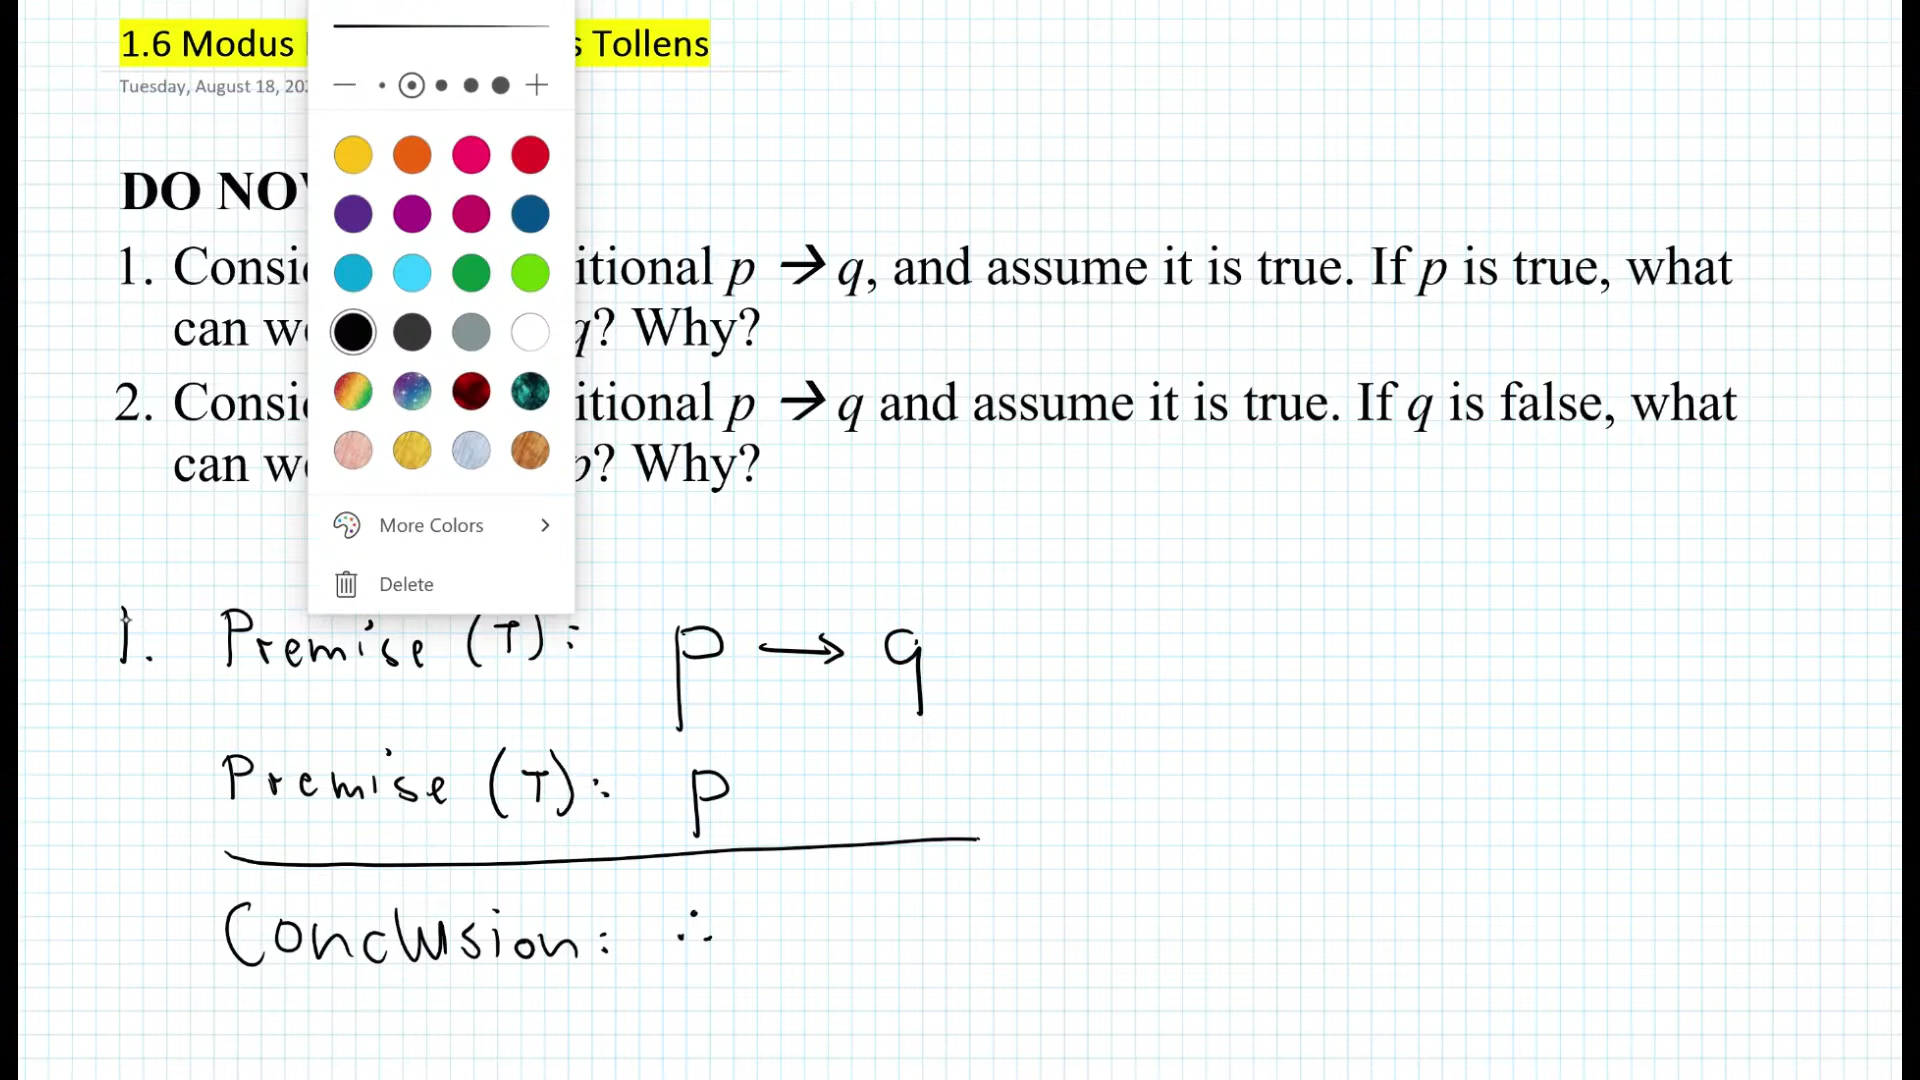 1.6 Modus s Tollens
Tuesday, August 18, 20
DO NO
1. Consi itional p → q, and assume it is true. If p is true, what
can w q? Why?
2. Consi itional p → q and assume it is true. If q is false, what
can w p? Why?
More Colors
Delete
1. Premise (T): p → q
Premise (T): p
Conclusion: ∴